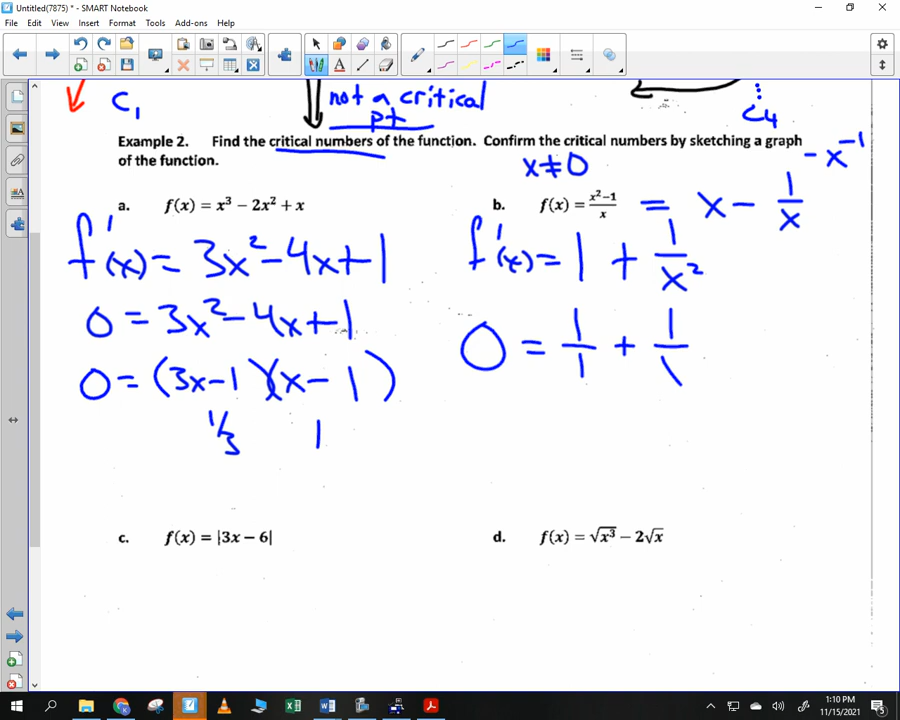 Untitled(7875) * - SMART Notebook
File Edit View Insert Format Tools Add-ons Help
C₁
not a critical
pt
C4
Example 2. Find the critical numbers of the function. Confirm the critical numbers by sketching a graph
of the function.
x≠0
- x⁻¹
a. f(x) = x³ − 2x² + x
b. f(x) = (x²−1)/x = x − 1/x
f'(x) = 3x² − 4x + 1
f'(x) = 1 + 1/x²
0 = 3x² − 4x + 1
0 = 1/1 + 1/
0 = (3x−1)(x−1)
1/3 1
c. f(x) = |3x − 6|
d. f(x) = √x³ − 2√x
1:10 PM
11/15/2021
5